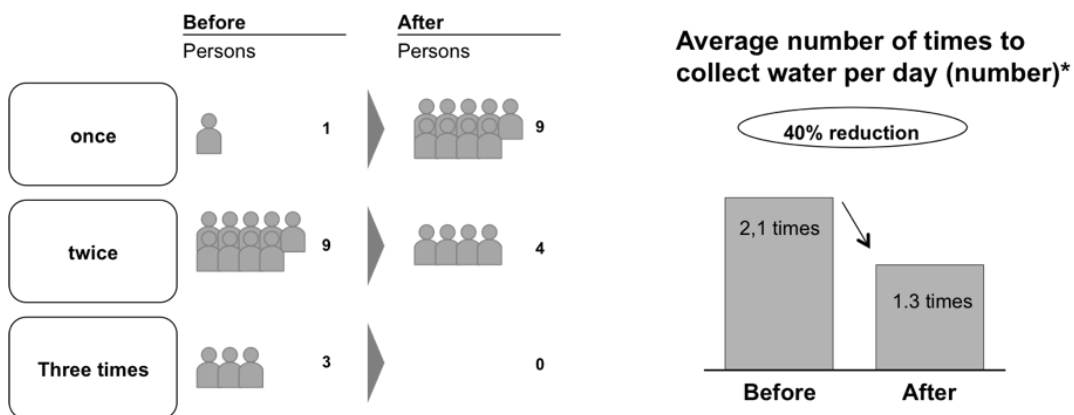 Before
After
Persons
Persons
once
1
9
twice
9
4
Three times
3
0
Average number of times to
collect water per day (number)*
40% reduction
2,1 times
1.3 times
Before
After